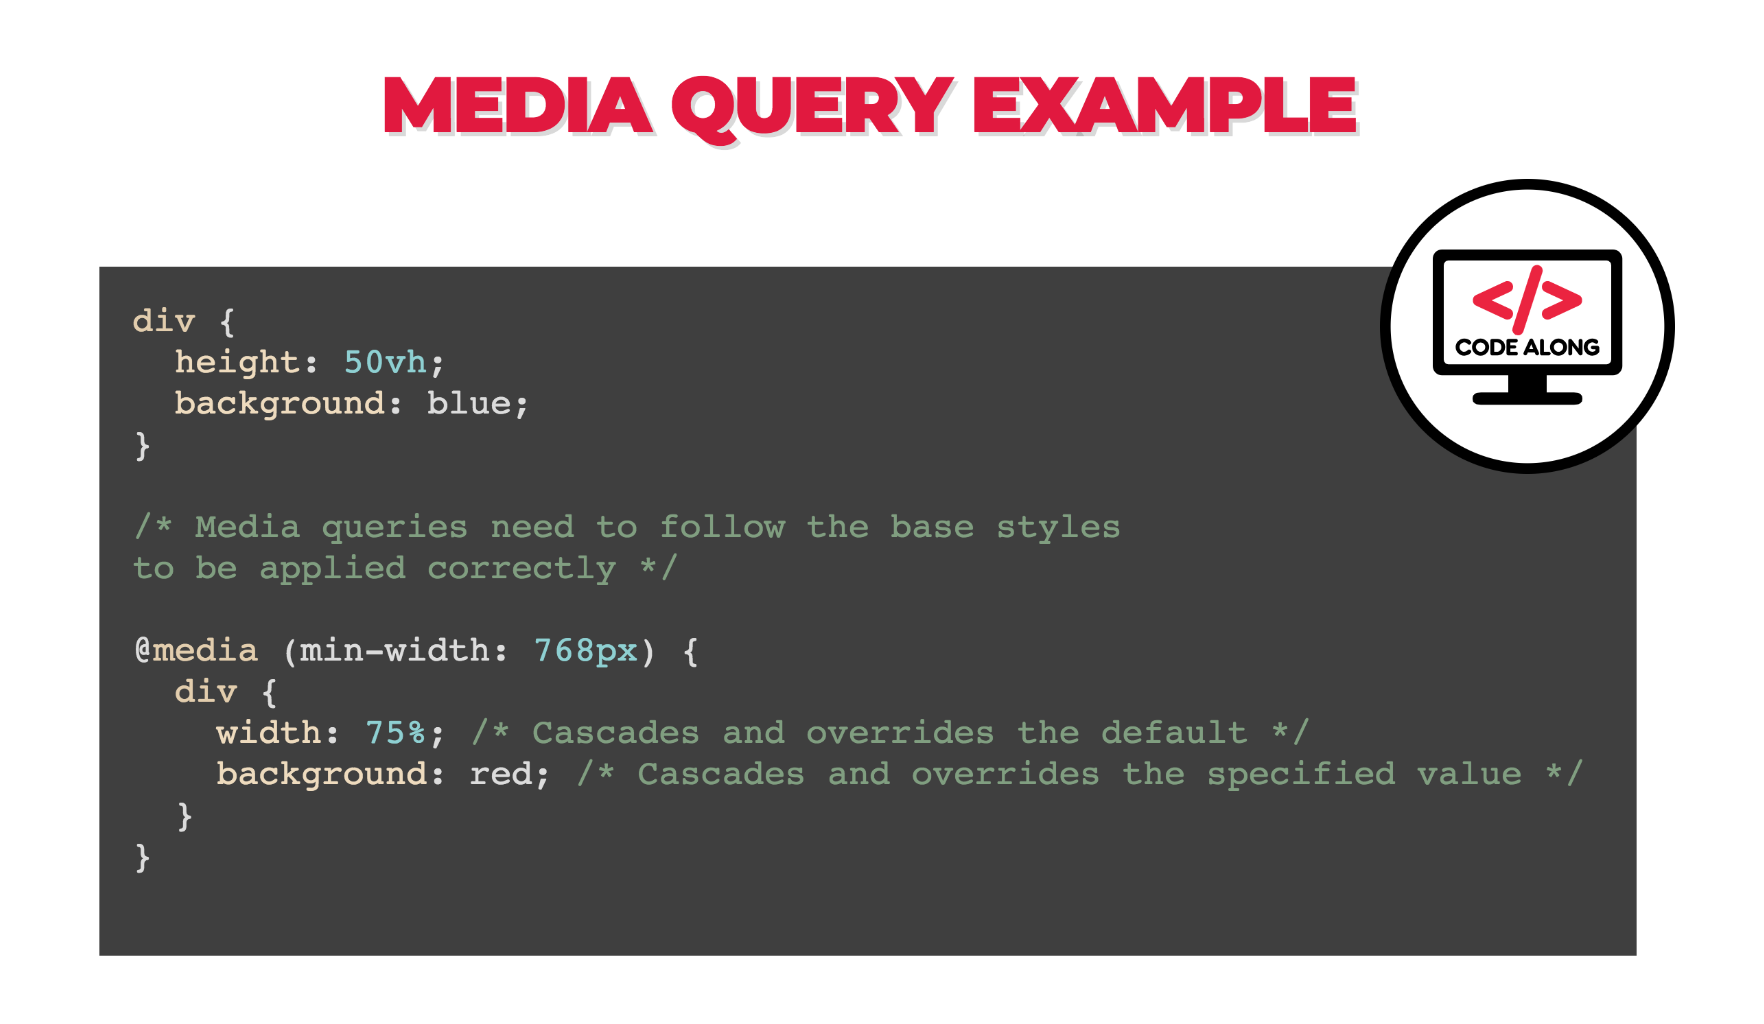 MEDIA QUERY EXAMPLE
</>
CODE ALONG
div {
  height: 50vh;
  background: blue;
}
/* Media queries need to follow the base styles
to be applied correctly */
@media (min-width: 768px) {
  div {
    width: 75%; /* Cascades and overrides the default */
    background: red; /* Cascades and overrides the specified value */
  }
}